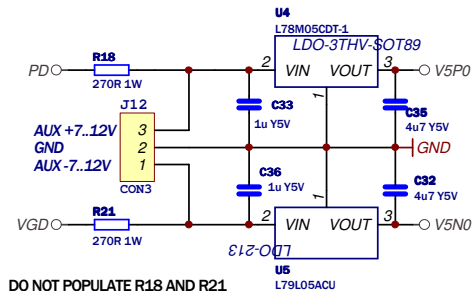 U4
L78M05CDT-1
LDO-3THV-SOT89
PD
R18
270R 1W
2
VIN
VOUT
3
V5P0
1
J12
C33
1u Y5V
C35
4u7 Y5V
AUX +7..12V
3
GND
2
AUX -7..12V
1
CON3
GND
C36
1u Y5V
C32
4u7 Y5V
1
VGD
R21
270R 1W
2
VIN
VOUT
3
V5N0
LDO-213
U5
L79L05ACU
DO NOT POPULATE R18 AND R21